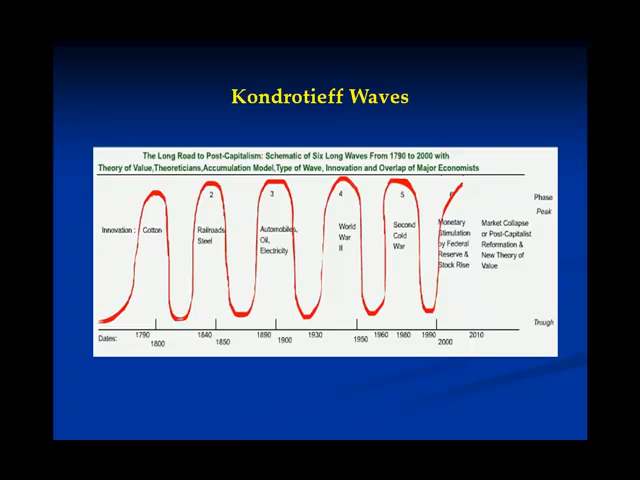 Kondrotieff Waves
The Long Road to Post-Capitalism: Schematic of Six Long Waves From 1790 to 2000 with
Theory of Value,Theoreticians,Accumulation Model,Type of Wave, Innovation and Overlap of Major Economists
2 3 4 5 6 Phase
Peak
Innovation : Cotton
Railroads
Steel
Automobiles,
Oil,
Electricity
World
War
II
Second
Cold
War
Monetary
Stimulation
by Federal
Reserve &
Stock Rise
Market Collapse
or Post-Capitalist
Reformation &
New Theory of
Value
Trough
Dates: 1790 1840 1890 1930 1960 1980 1990 2010
1800 1850 1900 1950 2000